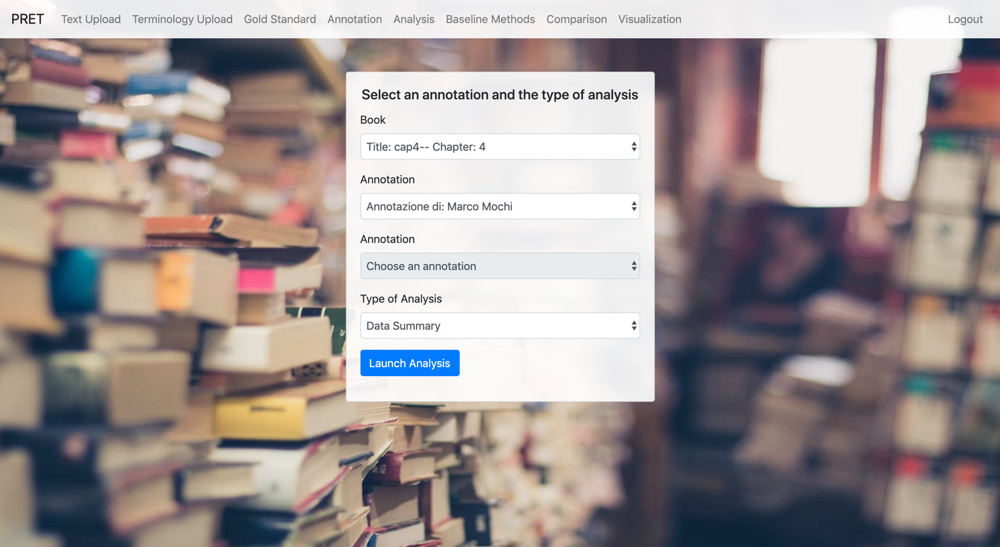 PRET Text Upload Terminology Upload Gold Standard Annotation Analysis Baseline Methods Comparison Visualization Logout
Select an annotation and the type of analysis
Book
Title: cap4-- Chapter: 4
Annotation
Annotazione di: Marco Mochi
Annotation
Choose an annotation
Type of Analysis
Data Summary
Launch Analysis